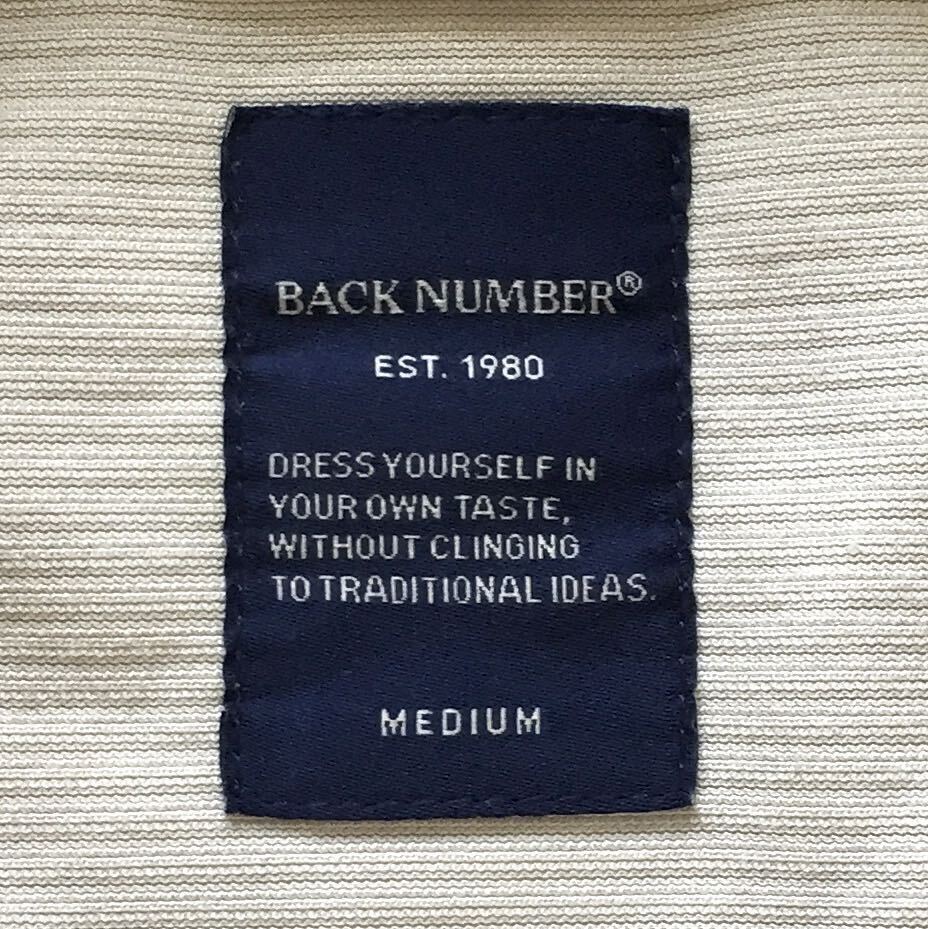 BACK NUMBER®
EST. 1980
DRESS YOURSELF IN
YOUR OWN TASTE,
WITHOUT CLINGING
TO TRADITIONAL IDEAS.
MEDIUM